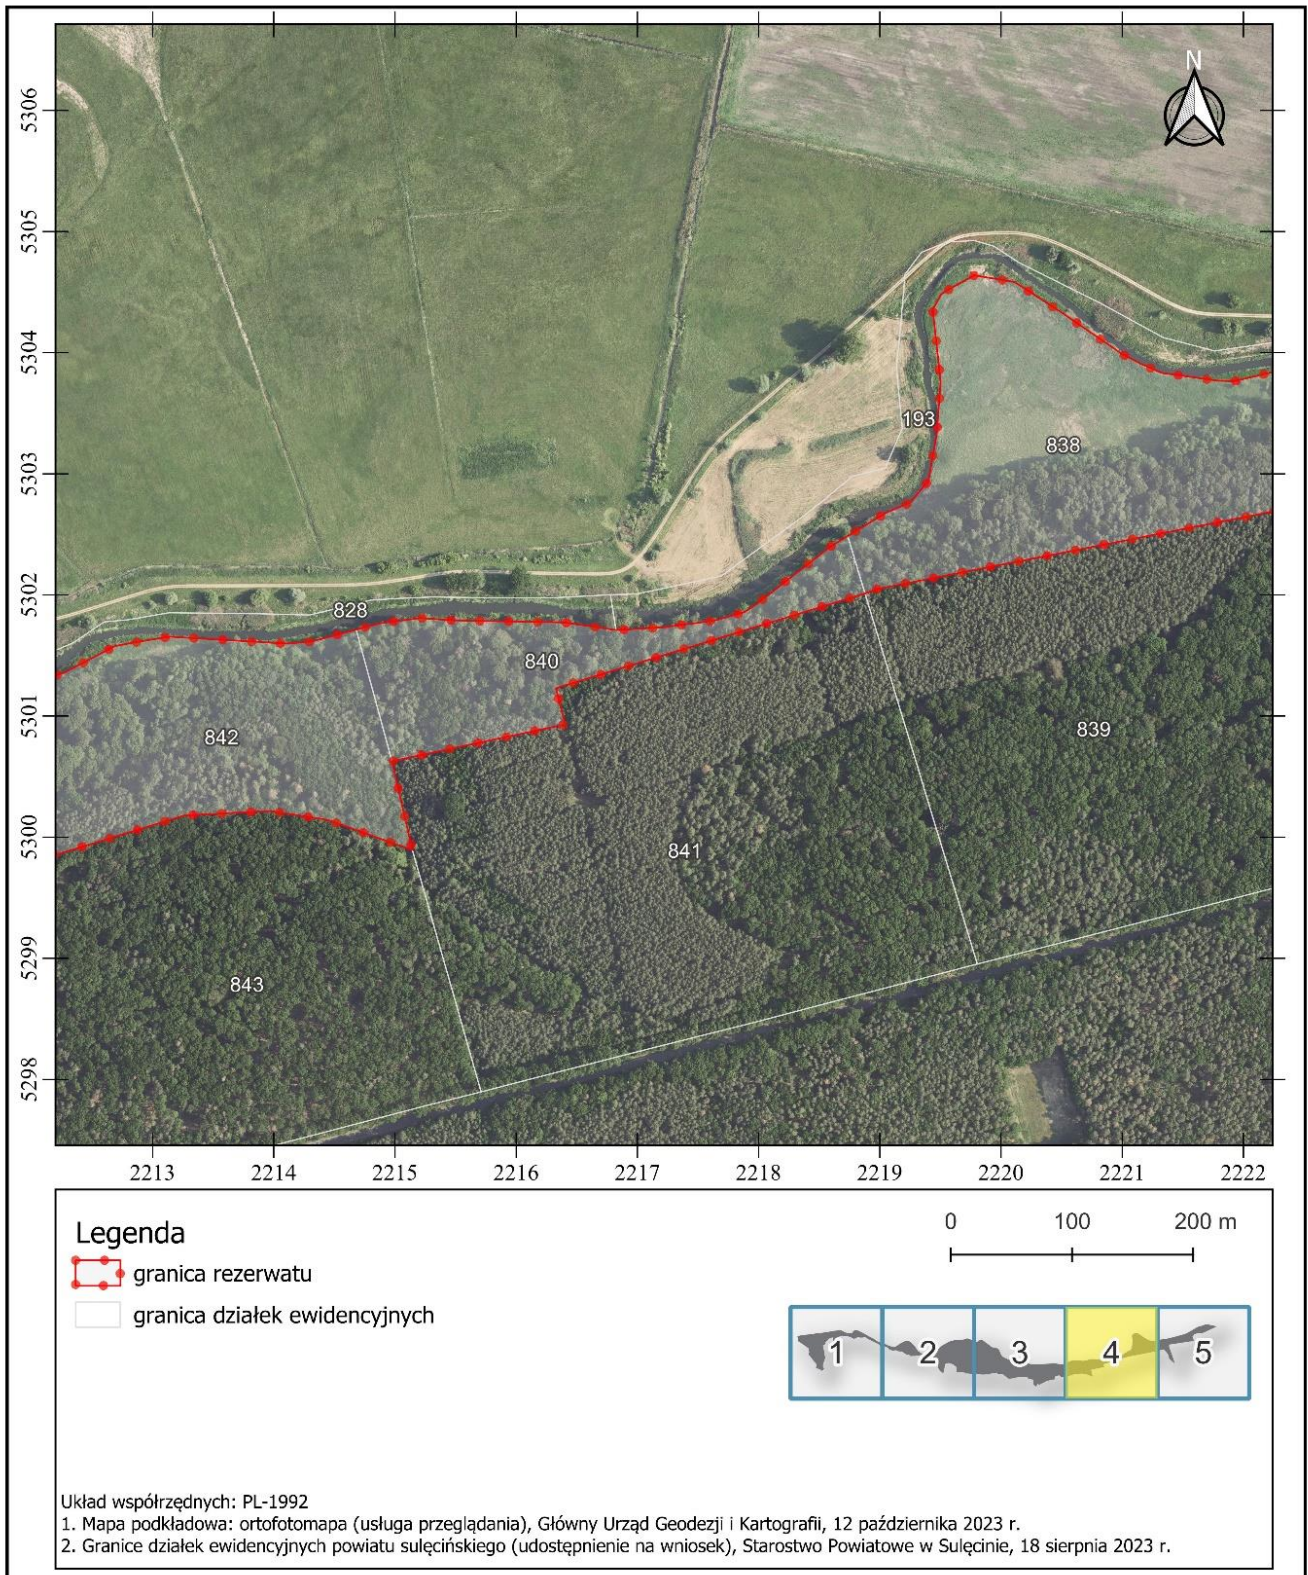 N
5306
5305
5304
5303
5302
5301
5300
5299
5298
193
838
828
840
842
839
841
843
2213 2214 2215 2216 2217 2218 2219 2220 2221 2222
Legenda
granica rezerwatu
granica działek ewidencyjnych
0 100 200 m
1 2 3 4 5
Układ współrzędnych: PL-1992
1. Mapa podkładowa: ortofotomapa (usługa przeglądania), Główny Urząd Geodezji i Kartografii, 12 października 2023 r.
2. Granice działek ewidencyjnych powiatu sulęcińskiego (udostępnienie na wniosek), Starostwo Powiatowe w Sulęcinie, 18 sierpnia 2023 r.